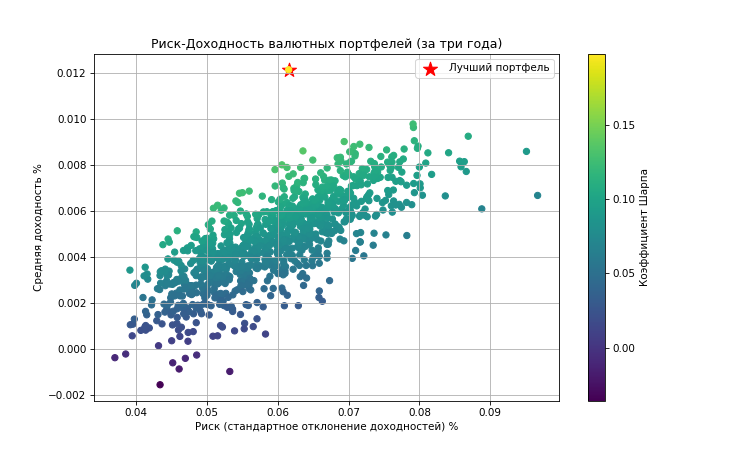 Риск-Доходность валютных портфелей (за три года)
Лучший портфель
Средняя доходность %
0.012
0.010
0.008
0.006
0.004
0.002
0.000
−0.002
0.04 0.05 0.06 0.07 0.08 0.09
Риск (стандартное отклонение доходностей) %
0.15
0.10
0.05
0.00
Коэффициент Шарпа